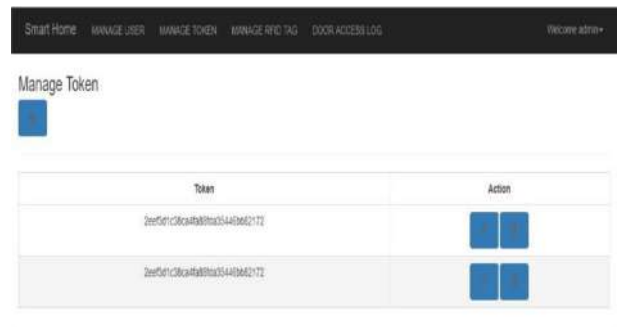 Smart Home MANAGE USER MANAGE TOKEN MANAGE RFID TAG DOOR ACCESS LOG Welcome admin
Manage Token
Token Action